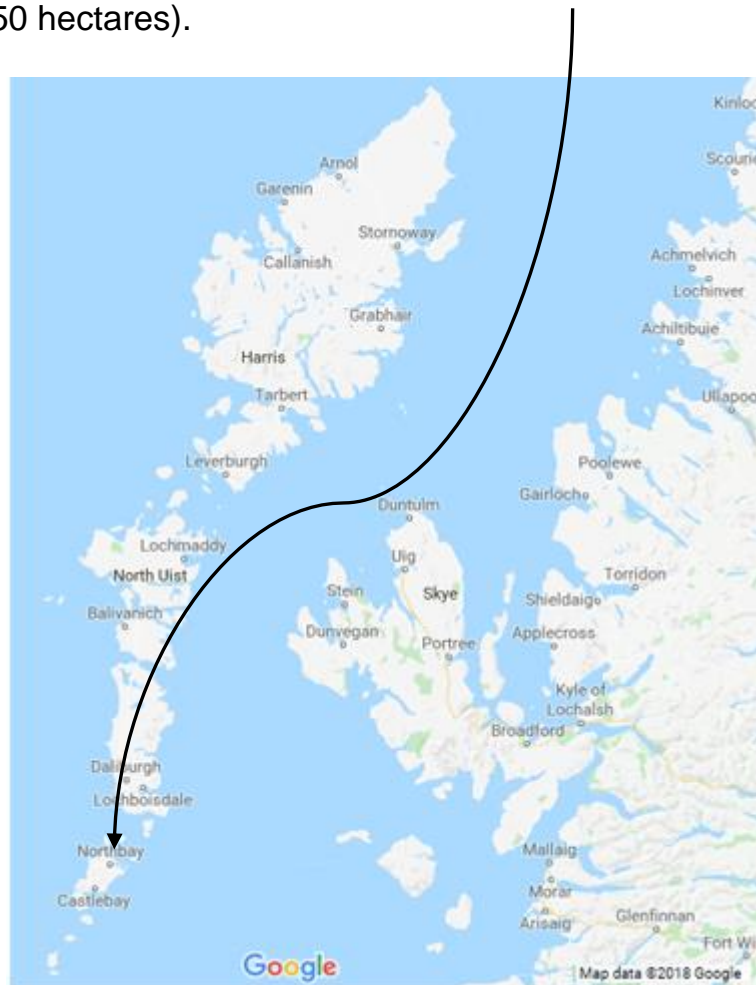 50 hectares).
Kinloc
Scourie
Arnol
Garenin
Stornoway
Callanish
Achmelvich
Lochinver
Grabhair
Achiltibuie
Harris
Tarbert
Ullapoo
Leverburgh
Poolewe
Gairloch
Duntulm
Lochmaddy
Uig
North Uist
Torridon
Stein
Skye
Shieldaig
Balivanich
Dunvegan
Applecross
Portree
Kyle of
Lochalsh
Broadford
Daliburgh
Lochboisdale
Northbay
Mallaig
Castlebay
Morar
Arisaig
Glenfinnan
Fort Wi
Google
Map data ©2018 Google